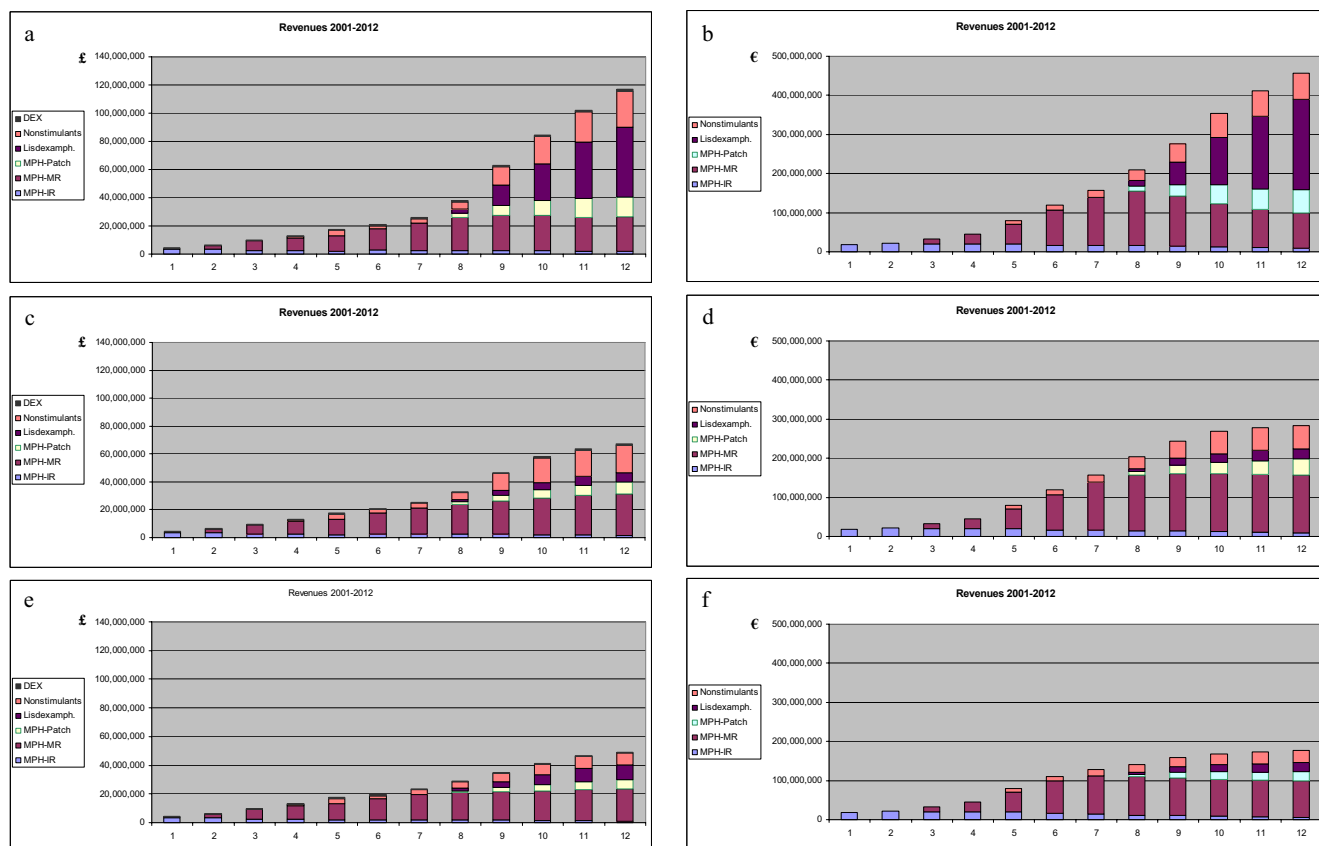 a
Revenues 2001-2012
£
140,000,000
120,000,000
100,000,000
80,000,000
60,000,000
40,000,000
20,000,000
0
DEX
Nonstimulants
Lisdexamph.
MPH-Patch
MPH-MR
MPH-IR
1 2 3 4 5 6 7 8 9 10 11 12
b
Revenues 2001-2012
€
500,000,000
400,000,000
300,000,000
200,000,000
100,000,000
0
Nonstimulants
Lisdexamph.
MPH-Patch
MPH-MR
MPH-IR
1 2 3 4 5 6 7 8 9 10 11 12
c
Revenues 2001-2012
£
140,000,000
120,000,000
100,000,000
80,000,000
60,000,000
40,000,000
20,000,000
0
DEX
Nonstimulants
Lisdexamph.
MPH-Patch
MPH-MR
MPH-IR
1 2 3 4 5 6 7 8 9 10 11 12
d
Revenues 2001-2012
€
500,000,000
400,000,000
300,000,000
200,000,000
100,000,000
0
Nonstimulants
Lisdexamph.
MPH-Patch
MPH-MR
MPH-IR
1 2 3 4 5 6 7 8 9 10 11 12
e
Revenues 2001-2012
£
140,000,000
120,000,000
100,000,000
80,000,000
60,000,000
40,000,000
20,000,000
0
DEX
Nonstimulants
Lisdexamph.
MPH-Patch
MPH-MR
MPH-IR
1 2 3 4 5 6 7 8 9 10 11 12
f
Revenues 2001-2012
€
500,000,000
400,000,000
300,000,000
200,000,000
100,000,000
0
Nonstimulants
Lisdexamph.
MPH-Patch
MPH-MR
MPH-IR
1 2 3 4 5 6 7 8 9 10 11 12